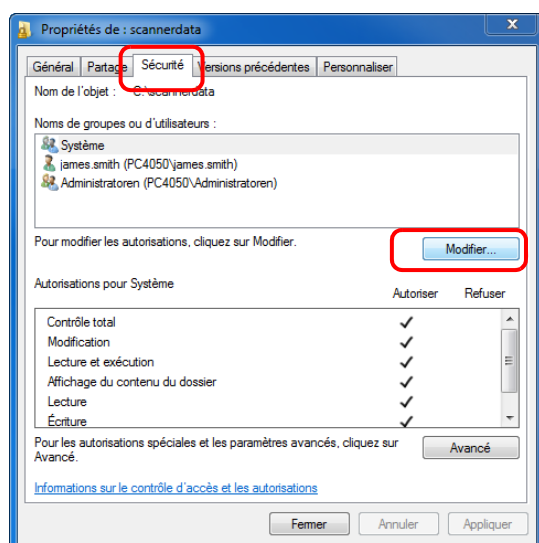 Propriétés de : scannerdata
Général Partage Sécurité Versions précédentes Personnaliser
Nom de l'objet : C:\scannerdata
Noms de groupes ou d'utilisateurs :
Système
james.smith (PC4050\james.smith)
Administratoren (PC4050\Administratoren)
Pour modifier les autorisations, cliquez sur Modifier.
Modifier...
Autorisations pour Système
Autoriser Refuser
Contrôle total
Modification
Lecture et exécution
Affichage du contenu du dossier
Lecture
Écriture
Pour les autorisations spéciales et les paramètres avancés, cliquez sur
Avancé.
Avancé
Informations sur le contrôle d'accès et les autorisations
Fermer Annuler Appliquer